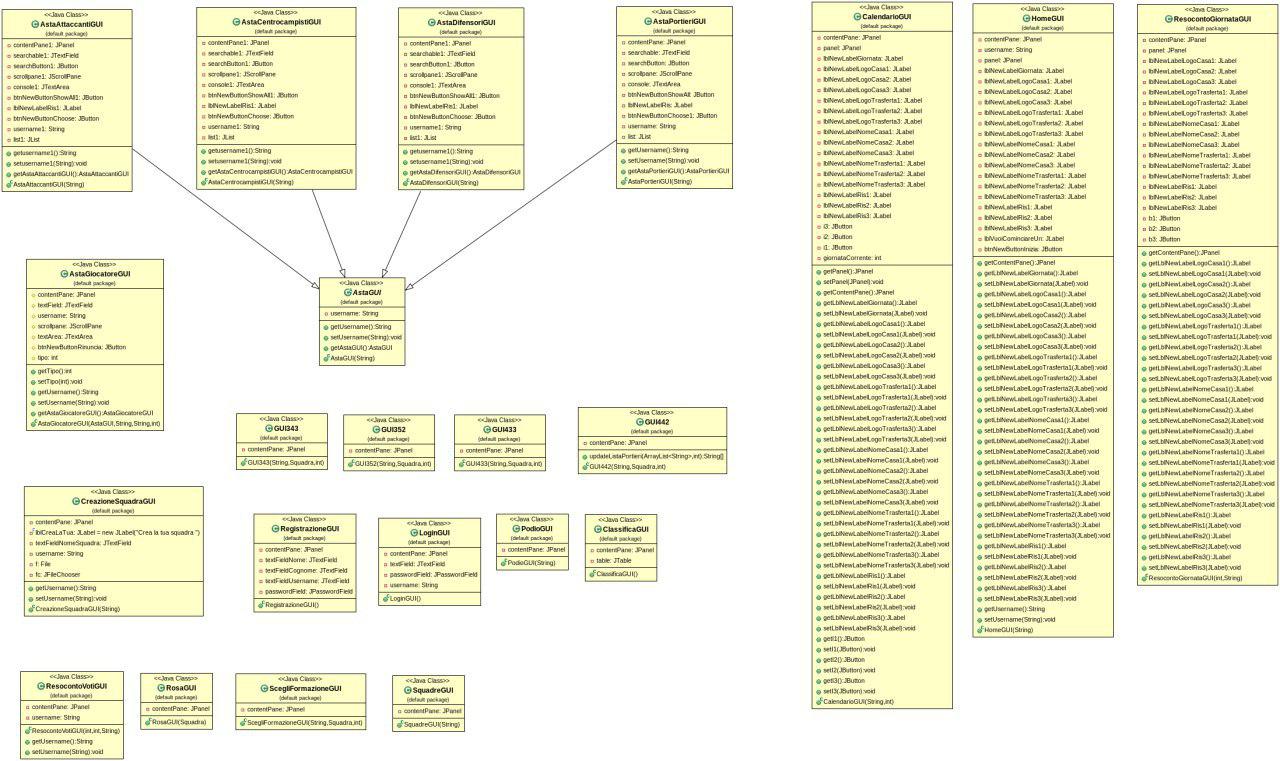 <<Java Class>>
AstaAttaccantiGUI
(default package)
contentPane1: JPanel
searchable1: JTextField
searchButton1: JButton
scrollpane1: JScrollPane
console1: JTextArea
btnNewButtonShowAll1: JButton
lblNewLabelRis1: JLabel
btnNewButtonChoose: JButton
username1: String
list1: JList
getusername1():String
setusername1(String):void
getAstaAttaccantiGUI():AstaAttaccantiGUI
AstaAttaccantiGUI(String)
<<Java Class>>
AstaCentrocampistiGUI
(default package)
contentPane1: JPanel
searchable1: JTextField
searchButton1: JButton
scrollpane1: JScrollPane
console1: JTextArea
btnNewButtonShowAll1: JButton
lblNewLabelRis1: JLabel
btnNewButtonChoose: JButton
username1: String
list1: JList
getusername1():String
setusername1(String):void
getAstaCentrocampistiGUI():AstaCentrocampistiGUI
AstaCentrocampistiGUI(String)
<<Java Class>>
AstaDifensoriGUI
(default package)
contentPane1: JPanel
searchable1: JTextField
searchButton1: JButton
scrollpane1: JScrollPane
console1: JTextArea
btnNewButtonShowAll1: JButton
lblNewLabelRis1: JLabel
btnNewButtonChoose: JButton
username1: String
list1: JList
getusername1():String
setusername1(String):void
getAstaDifensoriGUI():AstaDifensoriGUI
AstaDifensoriGUI(String)
<<Java Class>>
AstaPortieriGUI
(default package)
contentPane1: JPanel
searchable: JTextField
searchButton: JButton
scrollpane: JScrollPane
console: JTextArea
btnNewButtonShowAll: JButton
lblNewLabelRis: JLabel
btnNewButtonChoose: JButton
username: String
list: JList
getUsername():String
setUsername(String):void
getAstaPortieriGUI():AstaPortieriGUI
AstaPortieriGUI(String)
<<Java Class>>
CalendarioGUI
(default package)
contentPane: JPanel
panel: JPanel
lblNewLabelGiornata: JLabel
lblNewLabelLogoCasa1: JLabel
lblNewLabelLogoCasa2: JLabel
lblNewLabelLogoCasa3: JLabel
lblNewLabelLogoTrasferta1: JLabel
lblNewLabelLogoTrasferta2: JLabel
lblNewLabelLogoTrasferta3: JLabel
lblNewLabelNomeCasa1: JLabel
lblNewLabelNomeCasa2: JLabel
lblNewLabelNomeCasa3: JLabel
lblNewLabelNomeTrasferta1: JLabel
lblNewLabelNomeTrasferta2: JLabel
lblNewLabelNomeTrasferta3: JLabel
lblNewLabelRis1: JLabel
lblNewLabelRis2: JLabel
lblNewLabelRis3: JLabel
i3: JButton
i2: JButton
i1: JButton
giornataCorrente: int
getPanel():JPanel
setPanel(JPanel):void
getContentPane():JPanel
getLblNewLabelGiornata():JLabel
setLblNewLabelGiornata(JLabel):void
getLblNewLabelLogoCasa1():JLabel
setLblNewLabelLogoCasa1(JLabel):void
getLblNewLabelLogoCasa2():JLabel
setLblNewLabelLogoCasa2(JLabel):void
getLblNewLabelLogoCasa3():JLabel
setLblNewLabelLogoCasa3(JLabel):void
getLblNewLabelLogoTrasferta1():JLabel
setLblNewLabelLogoTrasferta1(JLabel):void
getLblNewLabelLogoTrasferta2():JLabel
setLblNewLabelLogoTrasferta2(JLabel):void
getLblNewLabelLogoTrasferta3():JLabel
setLblNewLabelLogoTrasferta3(JLabel):void
getLblNewLabelNomeCasa1():JLabel
setLblNewLabelNomeCasa1(JLabel):void
getLblNewLabelNomeCasa2():JLabel
setLblNewLabelNomeCasa2(JLabel):void
getLblNewLabelNomeCasa3():JLabel
setLblNewLabelNomeCasa3(JLabel):void
getLblNewLabelNomeTrasferta1():JLabel
setLblNewLabelNomeTrasferta1(JLabel):void
getLblNewLabelNomeTrasferta2():JLabel
setLblNewLabelNomeTrasferta2(JLabel):void
getLblNewLabelNomeTrasferta3():JLabel
setLblNewLabelNomeTrasferta3(JLabel):void
getLblNewLabelRis1():JLabel
setLblNewLabelRis1(JLabel):void
getLblNewLabelRis2():JLabel
setLblNewLabelRis2(JLabel):void
getLblNewLabelRis3():JLabel
setLblNewLabelRis3(JLabel):void
getI1():JButton
setI1(JButton):void
getI2():JButton
setI2(JButton):void
getI3():JButton
setI3(JButton):void
CalendarioGUI(String,int)
<<Java Class>>
HomeGUI
(default package)
contentPane: JPanel
username: String
panel: JPanel
lblNewLabelGiornata: JLabel
lblNewLabelLogoCasa1: JLabel
lblNewLabelLogoCasa2: JLabel
lblNewLabelLogoCasa3: JLabel
lblNewLabelLogoTrasferta1: JLabel
lblNewLabelLogoTrasferta2: JLabel
lblNewLabelLogoTrasferta3: JLabel
lblNewLabelNomeCasa1: JLabel
lblNewLabelNomeCasa2: JLabel
lblNewLabelNomeCasa3: JLabel
lblNewLabelNomeTrasferta1: JLabel
lblNewLabelNomeTrasferta2: JLabel
lblNewLabelNomeTrasferta3: JLabel
lblNewLabelRis1: JLabel
lblNewLabelRis2: JLabel
lblNewLabelRis3: JLabel
lblVuoiCominciareUn: JLabel
btnNewButtonInizia: JButton
getContentPane():JPanel
getLblNewLabelGiornata():JLabel
setLblNewLabelGiornata(JLabel):void
getLblNewLabelLogoCasa1():JLabel
setLblNewLabelLogoCasa1(JLabel):void
getLblNewLabelLogoCasa2():JLabel
setLblNewLabelLogoCasa2(JLabel):void
getLblNewLabelLogoCasa3():JLabel
setLblNewLabelLogoCasa3(JLabel):void
getLblNewLabelLogoTrasferta1():JLabel
setLblNewLabelLogoTrasferta1(JLabel):void
getLblNewLabelLogoTrasferta2():JLabel
setLblNewLabelLogoTrasferta2(JLabel):void
getLblNewLabelLogoTrasferta3():JLabel
setLblNewLabelLogoTrasferta3(JLabel):void
getLblNewLabelNomeCasa1():JLabel
setLblNewLabelNomeCasa1(JLabel):void
getLblNewLabelNomeCasa2():JLabel
setLblNewLabelNomeCasa2(JLabel):void
getLblNewLabelNomeCasa3():JLabel
setLblNewLabelNomeCasa3(JLabel):void
getLblNewLabelNomeTrasferta1():JLabel
setLblNewLabelNomeTrasferta1(JLabel):void
getLblNewLabelNomeTrasferta2():JLabel
setLblNewLabelNomeTrasferta2(JLabel):void
getLblNewLabelNomeTrasferta3():JLabel
setLblNewLabelNomeTrasferta3(JLabel):void
getLblNewLabelRis1():JLabel
setLblNewLabelRis1(JLabel):void
getLblNewLabelRis2():JLabel
setLblNewLabelRis2(JLabel):void
getLblNewLabelRis3():JLabel
setLblNewLabelRis3(JLabel):void
getUsername():String
setUsername(String):void
HomeGUI(String)
<<Java Class>>
ResocontoGiornataGUI
(default package)
contentPane: JPanel
panel: JPanel
lblNewLabelLogoCasa1: JLabel
lblNewLabelLogoCasa2: JLabel
lblNewLabelLogoCasa3: JLabel
lblNewLabelLogoTrasferta1: JLabel
lblNewLabelLogoTrasferta2: JLabel
lblNewLabelLogoTrasferta3: JLabel
lblNewLabelNomeCasa1: JLabel
lblNewLabelNomeCasa2: JLabel
lblNewLabelNomeCasa3: JLabel
lblNewLabelNomeTrasferta1: JLabel
lblNewLabelNomeTrasferta2: JLabel
lblNewLabelNomeTrasferta3: JLabel
lblNewLabelRis1: JLabel
lblNewLabelRis2: JLabel
lblNewLabelRis3: JLabel
b1: JButton
b2: JButton
b3: JButton
getContentPane():JPanel
getLblNewLabelLogoCasa1():JLabel
setLblNewLabelLogoCasa1(JLabel):void
getLblNewLabelLogoCasa2():JLabel
setLblNewLabelLogoCasa2(JLabel):void
getLblNewLabelLogoCasa3():JLabel
setLblNewLabelLogoCasa3(JLabel):void
getLblNewLabelLogoTrasferta1():JLabel
setLblNewLabelLogoTrasferta1(JLabel):void
getLblNewLabelLogoTrasferta2():JLabel
setLblNewLabelLogoTrasferta2(JLabel):void
getLblNewLabelLogoTrasferta3():JLabel
setLblNewLabelLogoTrasferta3(JLabel):void
getLblNewLabelNomeCasa1():JLabel
setLblNewLabelNomeCasa1(JLabel):void
getLblNewLabelNomeCasa2():JLabel
setLblNewLabelNomeCasa2(JLabel):void
getLblNewLabelNomeCasa3():JLabel
setLblNewLabelNomeCasa3(JLabel):void
getLblNewLabelNomeTrasferta1():JLabel
setLblNewLabelNomeTrasferta1(JLabel):void
getLblNewLabelNomeTrasferta2():JLabel
setLblNewLabelNomeTrasferta2(JLabel):void
getLblNewLabelNomeTrasferta3():JLabel
setLblNewLabelNomeTrasferta3(JLabel):void
getLblNewLabelRis1():JLabel
setLblNewLabelRis1(JLabel):void
getLblNewLabelRis2():JLabel
setLblNewLabelRis2(JLabel):void
getLblNewLabelRis3():JLabel
setLblNewLabelRis3(JLabel):void
ResocontoGiornataGUI(int,String)
<<Java Class>>
AstaGiocatoreGUI
(default package)
contentPane: JPanel
textField: JTextField
username: String
scrollpane: JScrollPane
textArea: JTextArea
btnNewButtonRinuncia: JButton
tipo: int
getTipo():int
setTipo(int):void
getUsername():String
setUsername(String):void
getAstaGiocatoreGUI():AstaGiocatoreGUI
AstaGiocatoreGUI(AstaGUI,String,String,int)
<<Java Class>>
AstaGUI
(default package)
username: String
getUsername():String
setUsername(String):void
getAstaGUI():AstaGUI
AstaGUI(String)
<<Java Class>>
GUI343
(default package)
contentPane: JPanel
GUI343(String,Squadra,int)
<<Java Class>>
GUI352
(default package)
contentPane: JPanel
GUI352(String,Squadra,int)
<<Java Class>>
GUI433
(default package)
contentPane: JPanel
GUI433(String,Squadra,int)
<<Java Class>>
GUI442
(default package)
contentPane: JPanel
updateListaPortieri(ArrayList<String>,int):String[]
GUI442(String,Squadra,int)
<<Java Class>>
CreazioneSquadraGUI
(default package)
contentPane: JPanel
lblCreaLaTua: JLabel = new JLabel("Crea la tua squadra ")
textFieldNomeSquadra: JTextField
username: String
f: File
fc: JFileChooser
getUsername():String
setUsername(String):void
CreazioneSquadraGUI(String)
<<Java Class>>
RegistrazioneGUI
(default package)
contentPane: JPanel
textFieldNome: JTextField
textFieldCognome: JTextField
textFieldUsername: JTextField
passwordField: JPasswordField
RegistrazioneGUI()
<<Java Class>>
LoginGUI
(default package)
contentPane: JPanel
textField: JTextField
passwordField: JPasswordField
username: String
LoginGUI()
<<Java Class>>
PodioGUI
(default package)
contentPane: JPanel
PodioGUI(String)
<<Java Class>>
ClassificaGUI
(default package)
contentPane: JPanel
table: JTable
ClassificaGUI()
<<Java Class>>
ResocontoVotiGUI
(default package)
contentPane: JPanel
username: String
ResocontoVotiGUI(int,int,String)
getUsername():String
setUsername(String):void
<<Java Class>>
RosaGUI
(default package)
contentPane: JPanel
RosaGUI(Squadra)
<<Java Class>>
ScegliFormazioneGUI
(default package)
contentPane: JPanel
ScegliFormazioneGUI(String,Squadra,int)
<<Java Class>>
SquadreGUI
(default package)
contentPane: JPanel
SquadreGUI(String)